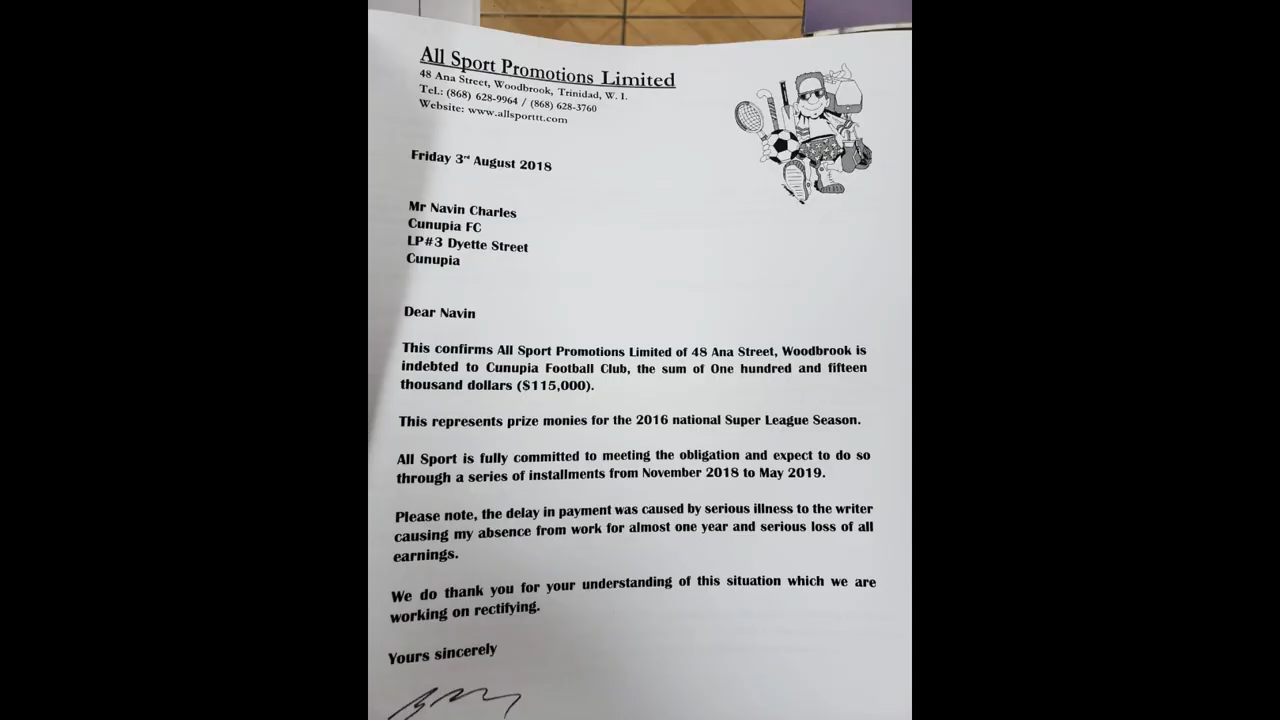 All Sport Promotions Limited
48 Ana Street, Woodbrook, Trinidad, W. I.
Tel.: (868) 628-9964 / (868) 628-3760
Website: www.allsporttt.com
Friday 3rd August 2018
Mr Navin Charles
Cunupia FC
LP#3 Dyette Street
Cunupia
Dear Navin
This confirms All Sport Promotions Limited of 48 Ana Street, Woodbrook is
indebted to Cunupia Football Club, the sum of One hundred and fifteen
thousand dollars ($115,000).
This represents prize monies for the 2016 national Super League Season.
All Sport is fully committed to meeting the obligation and expect to do so
through a series of installments from November 2018 to May 2019.
Please note, the delay in payment was caused by serious illness to the writer
causing my absence from work for almost one year and serious loss of all
earnings.
We do thank you for your understanding of this situation which we are
working on rectifying.
Yours sincerely